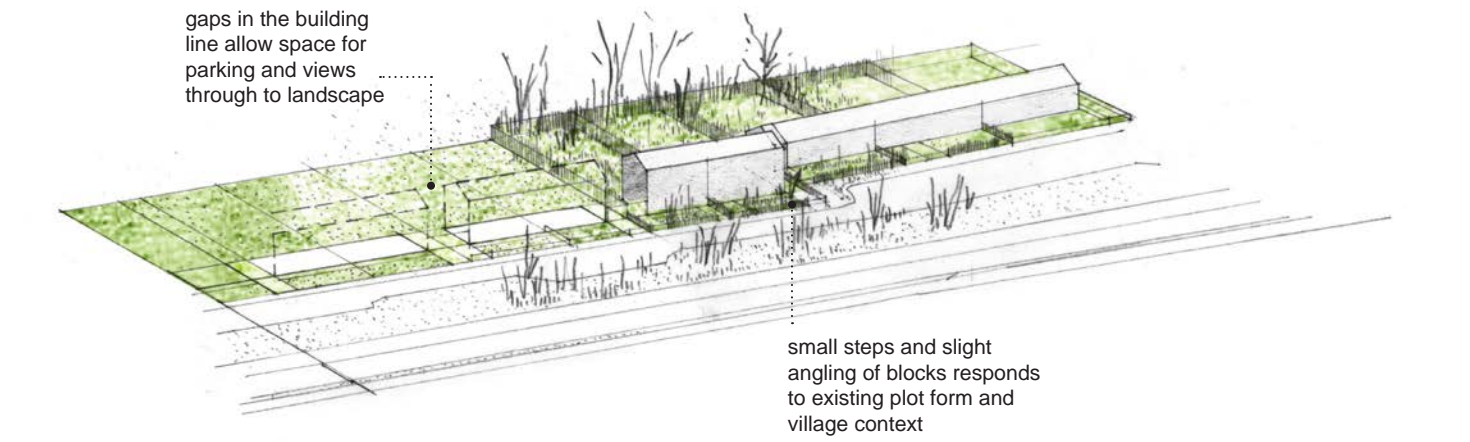 gaps in the building
line allow space for
parking and views
through to landscape
small steps and slight
angling of blocks responds
to existing plot form and
village context